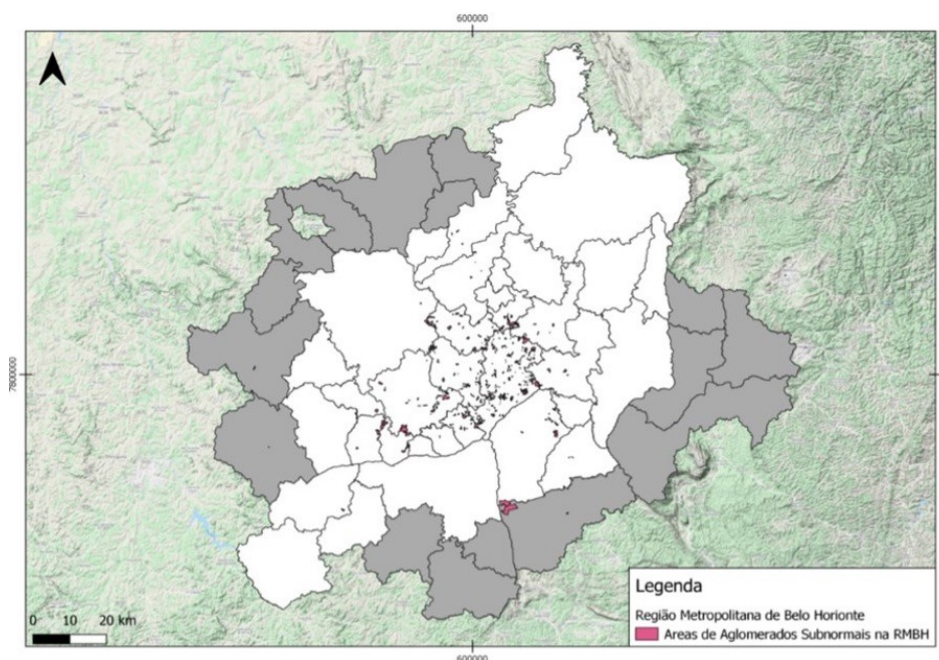 600000
7800000
Legenda
Região Metropolitana de Belo Horionte
Areas de Aglomerados Subnormais na RMBH
0 10 20 km
600000